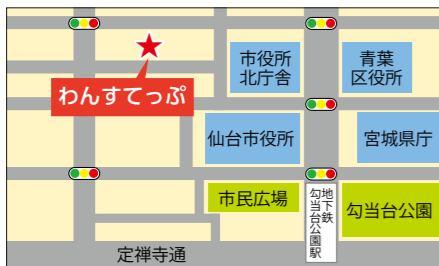 市役所
北庁舎
青葉
区役所
わんすてっぷ
仙台市役所
宮城県庁
市民広場
地下鉄
勾当台公園駅
勾当台公園
定禅寺通